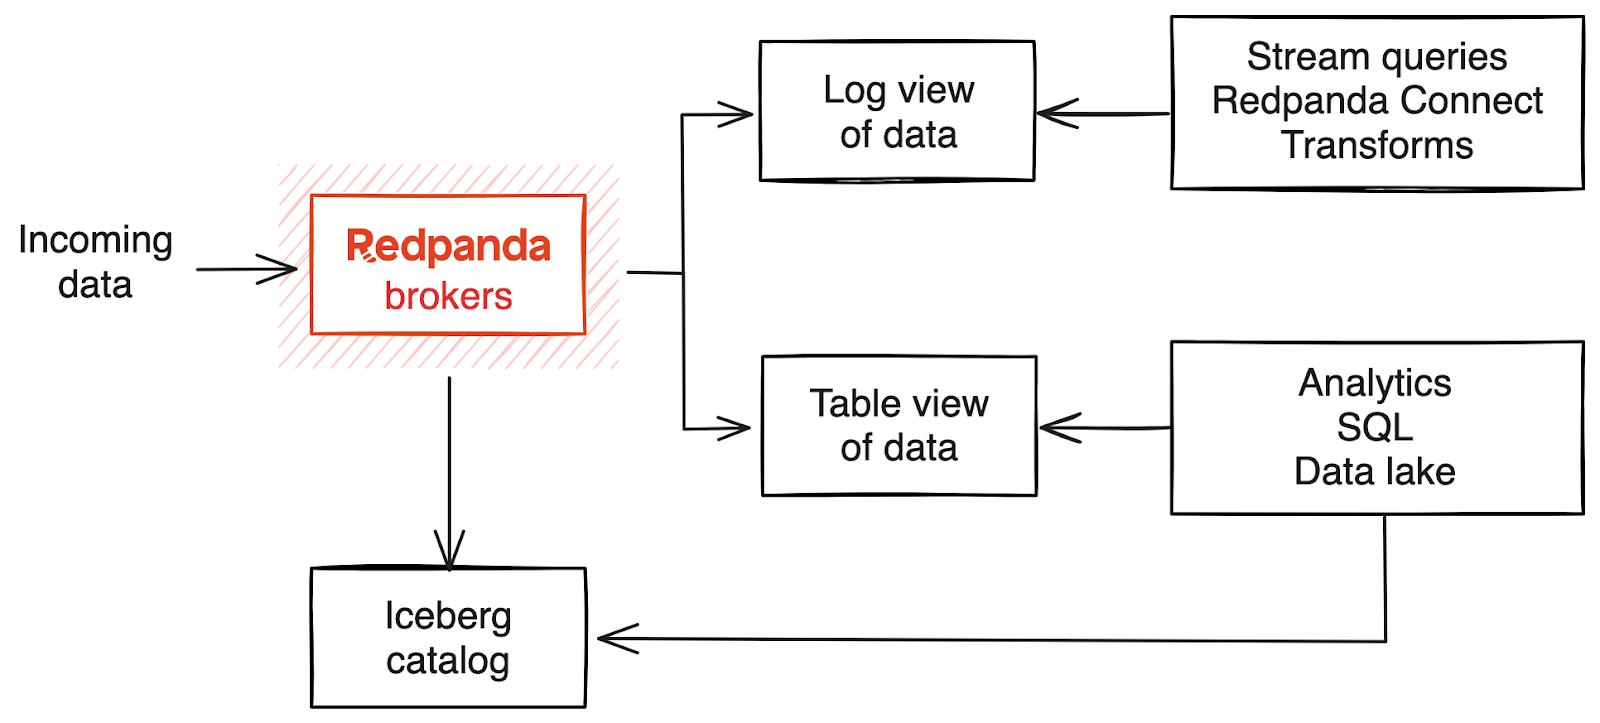 Incoming
data
Redpanda
brokers
Log view
of data
Stream queries
Redpanda Connect
Transforms
Table view
of data
Analytics
SQL
Data lake
Iceberg
catalog